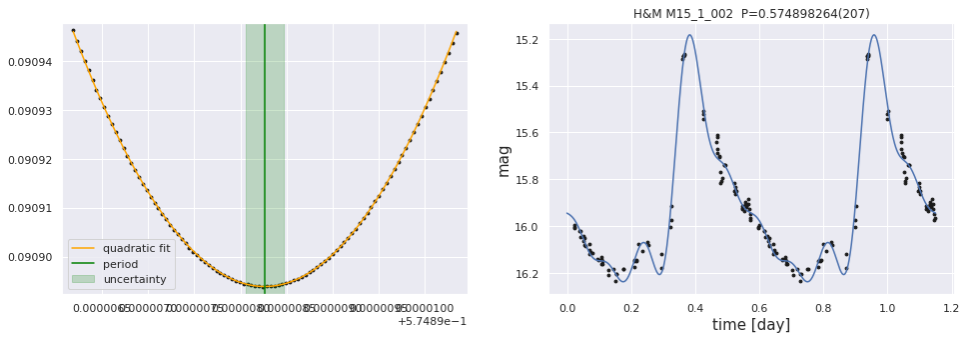 0.09094
0.09093
0.09092
0.09091
0.09090
quadratic fit
period
uncertainty
0.0000065 0.0000070 0.0000075 0.0000080 0.0000085 0.0000090 0.0000095 0.0000100
+5.7489e−1
H&M M15_1_002 P=0.574898264(207)
mag
15.2
15.4
15.6
15.8
16.0
16.2
0.0 0.2 0.4 0.6 0.8 1.0 1.2
time [day]